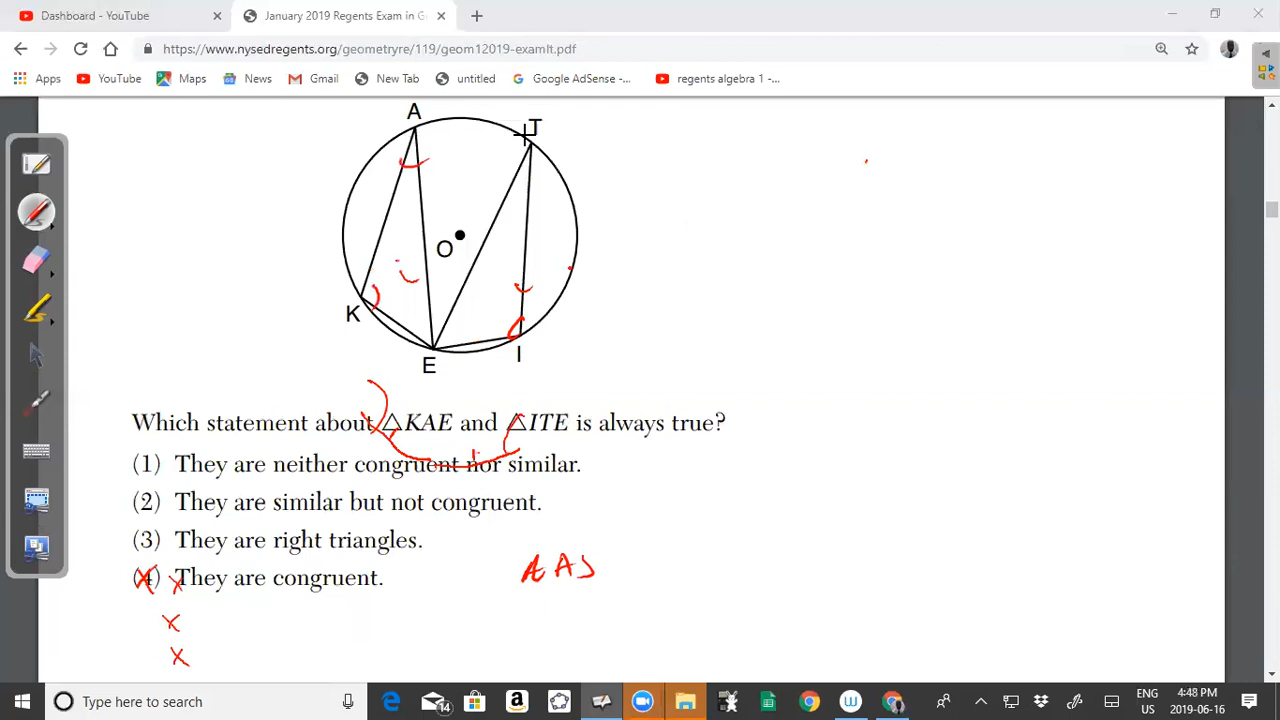 Dashboard - YouTube
January 2019 Regents Exam in G
https://www.nysedregents.org/geometryre/119/geom12019-examlt.pdf
Apps YouTube Maps News Gmail New Tab untitled Google AdSense -... regents algebra 1 -...
A
T
O
K
E
I
Which statement about △KAE and △ITE is always true?
(1) They are neither congruent nor similar.
(2) They are similar but not congruent.
(3) They are right triangles.
(4) They are congruent.
AAS
x
x
x
Type here to search
14
ENG 4:48 PM
US 2019-06-16